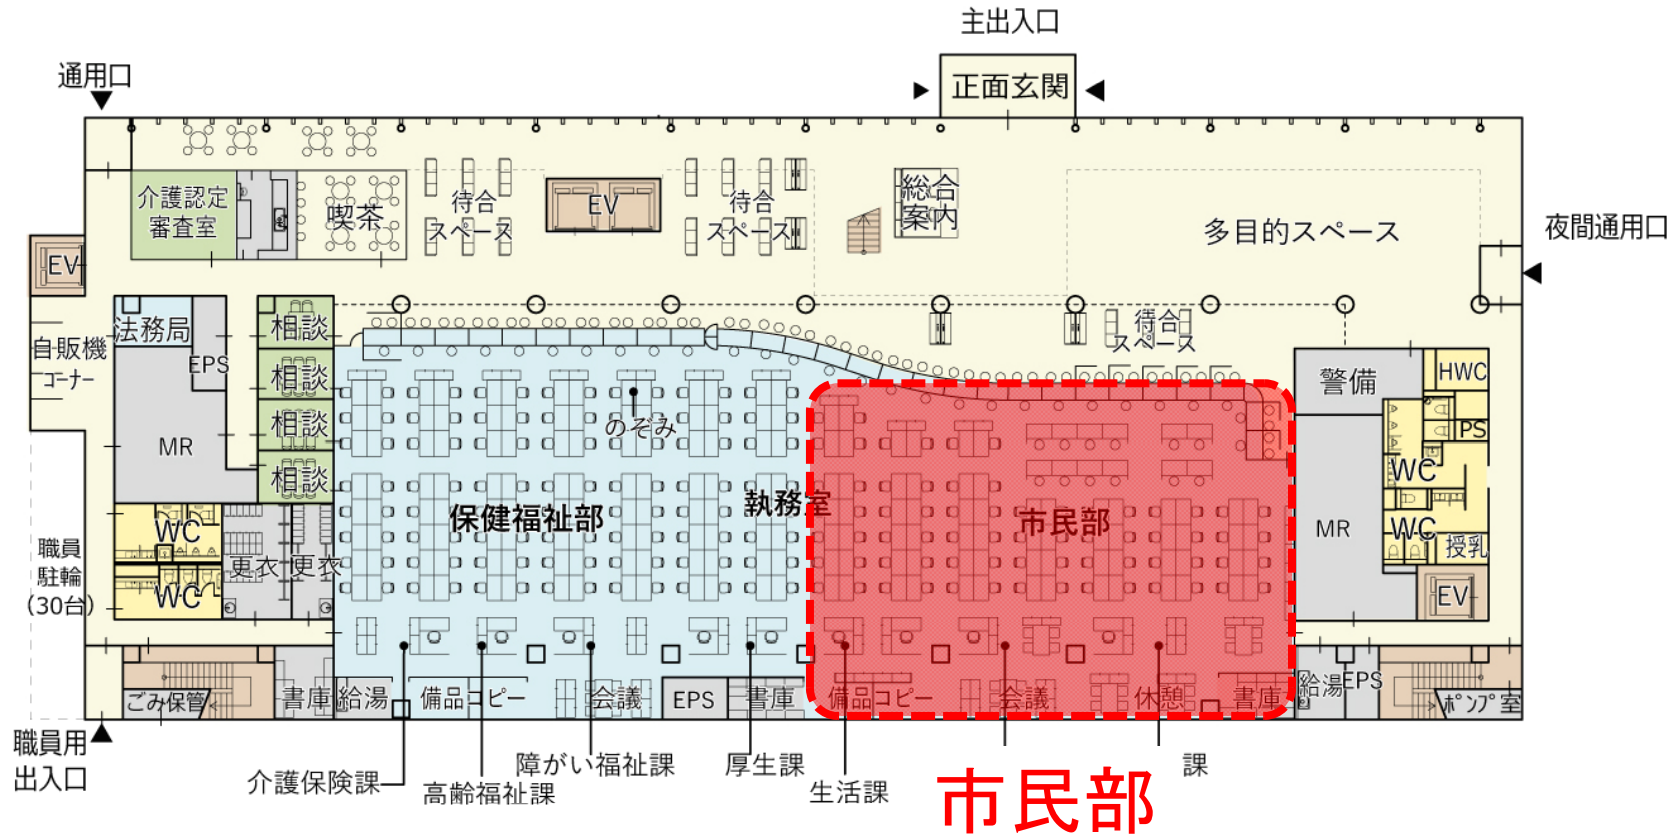 主出入口
通用口
正面玄関
介護認定
審査室
喫茶
待合
スペース
EV
待合
スペース
総合
案内
多目的スペース
夜間通用口
EV
法務局
EPS
自販機
コーナー
MR
相談
相談
相談
相談
待合
スペース
のぞみ
警備
HWC
PS
WC
WC
授乳
MR
EV
保健福祉部
執務室
市民部
WC
WC
更衣
更衣
職員
駐輪
(30台)
ごみ保管
書庫
給湯
備品コピー
会議
EPS
書庫
備品コピー
会議
休憩
書庫
給湯
EPS
ポンプ室
職員用
出入口
介護保険課
高齢福祉課
障がい福祉課
厚生課
生活課
課
市民部